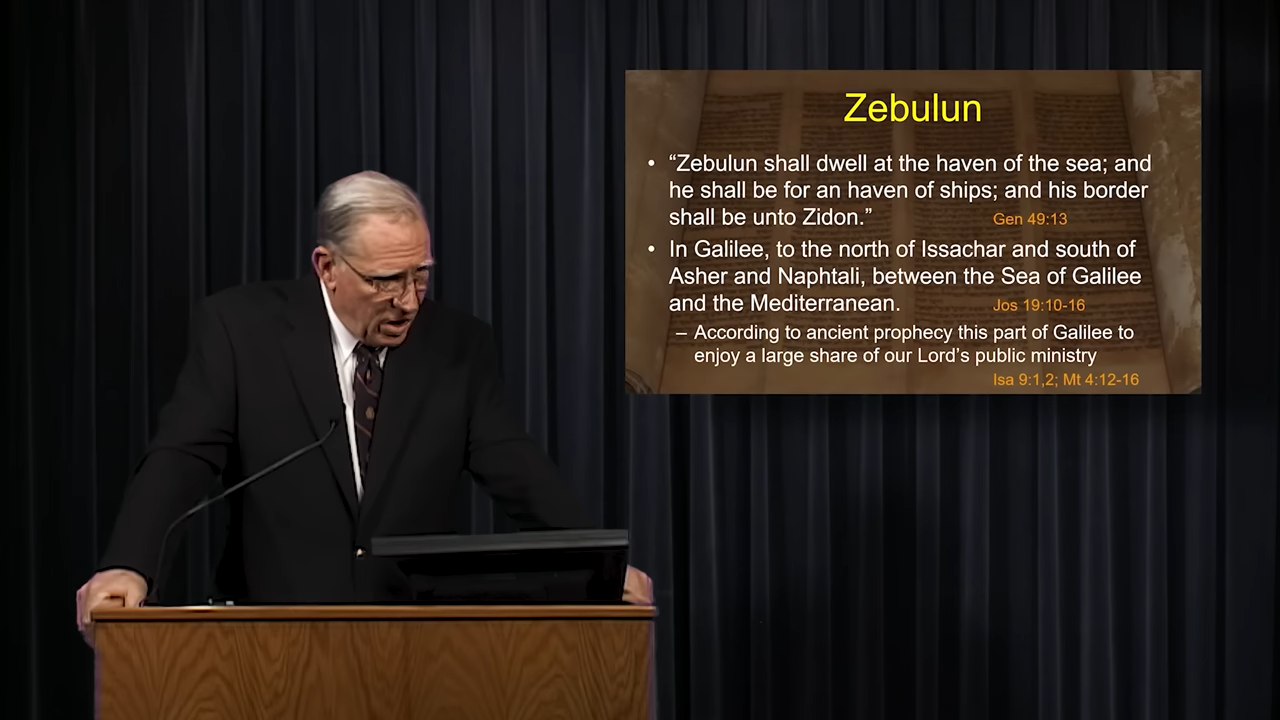 Zebulun
• “Zebulun shall dwell at the haven of the sea; and
he shall be for an haven of ships; and his border
shall be unto Zidon.” Gen 49:13
• In Galilee, to the north of Issachar and south of
Asher and Naphtali, between the Sea of Galilee
and the Mediterranean. Jos 19:10-16
– According to ancient prophecy this part of Galilee to
enjoy a large share of our Lord’s public ministry
Isa 9:1,2; Mt 4:12-16